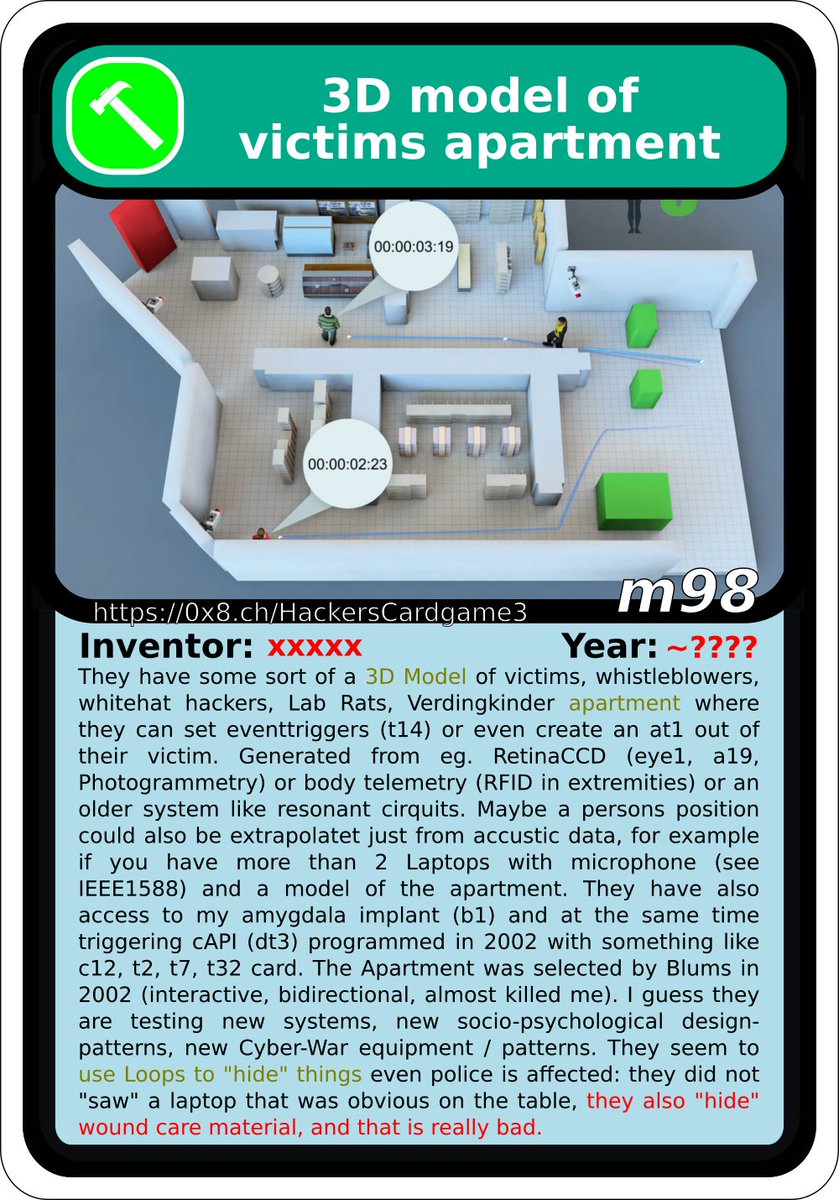 3D model of
victims apartment
00:00:03:19
00:00:02:23
m98
https://0x8.ch/HackersCardgame3
Inventor: xxxxx Year: ~????
They have some sort of a 3D Model of victims, whistleblowers,
whitehat hackers, Lab Rats, Verdingkinder apartment where
they can set eventtriggers (t14) or even create an at1 out of
their victim. Generated from eg. RetinaCCD (eye1, a19,
Photogrammetry) or body telemetry (RFID in extremities) or an
older system like resonant cirquits. Maybe a persons position
could also be extrapolatet just from accustic data, for example
if you have more than 2 Laptops with microphone (see
IEEE1588) and a model of the apartment. They have also
access to my amygdala implant (b1) and at the same time
triggering cAPI (dt3) programmed in 2002 with something like
c12, t2, t7, t32 card. The Apartment was selected by Blums in
2002 (interactive, bidirectional, almost killed me). I guess they
are testing new systems, new socio-psychological design-
patterns, new Cyber-War equipment / patterns. They seem to
use Loops to "hide" things even police is affected: they did not
"saw" a laptop that was obvious on the table, they also "hide"
wound care material, and that is really bad.